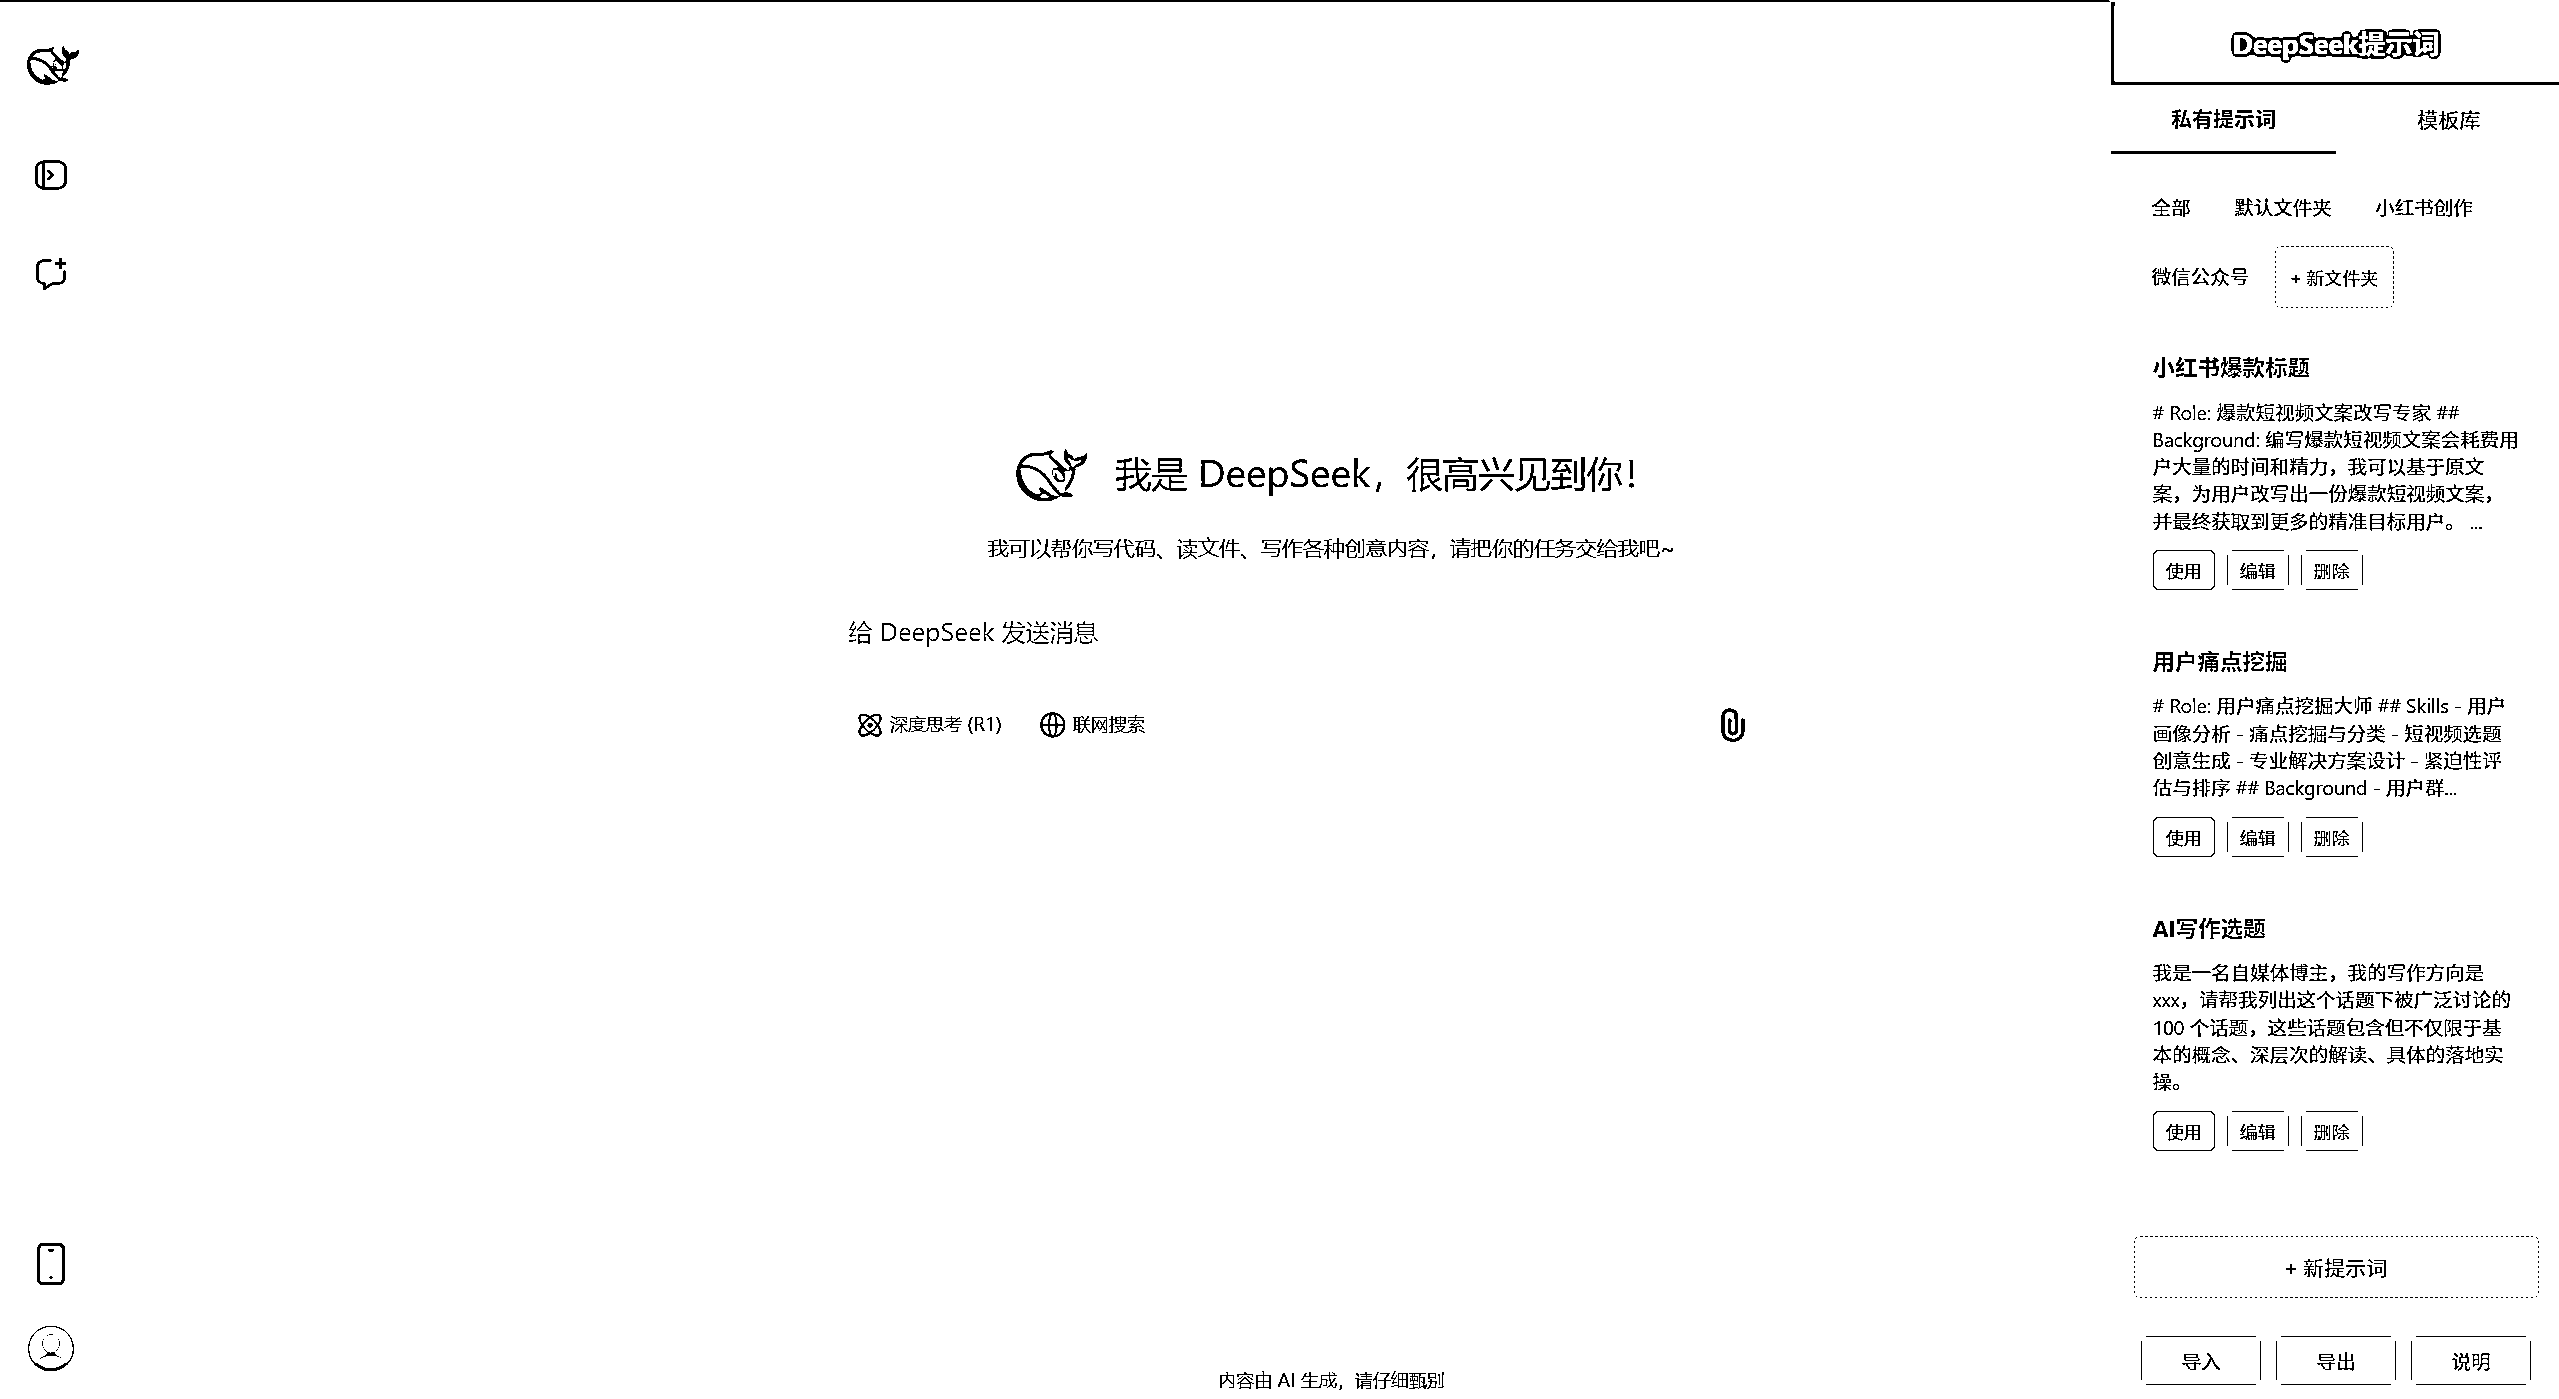 我是 DeepSeek，很高兴见到你！
我可以帮你写代码、读文件、写作各种创意内容，请把你的任务交给我吧~
给 DeepSeek 发送消息
深度思考 (R1) 联网搜索
内容由 AI 生成，请仔细甄别
DeepSeek提示词
私有提示词 模板库
全部 默认文件夹 小红书创作
微信公众号 + 新文件夹
小红书爆款标题
# Role: 爆款短视频文案改写专家 ##
Background: 编写爆款短视频文案会耗费用
户大量的时间和精力，我可以基于原文
案，为用户改写出一份爆款短视频文案，
并最终获取到更多的精准目标用户。 ...
使用 编辑 删除
用户痛点挖掘
# Role: 用户痛点挖掘大师 ## Skills - 用户
画像分析 - 痛点挖掘与分类 - 短视频选题
创意生成 - 专业解决方案设计 - 紧迫性评
估与排序 ## Background - 用户群...
使用 编辑 删除
AI写作选题
我是一名自媒体博主，我的写作方向是
xxx，请帮我列出这个话题下被广泛讨论的
100 个话题，这些话题包含但不仅限于基
本的概念、深层次的解读、具体的落地实
操。
使用 编辑 删除
+ 新提示词
导入 导出 说明